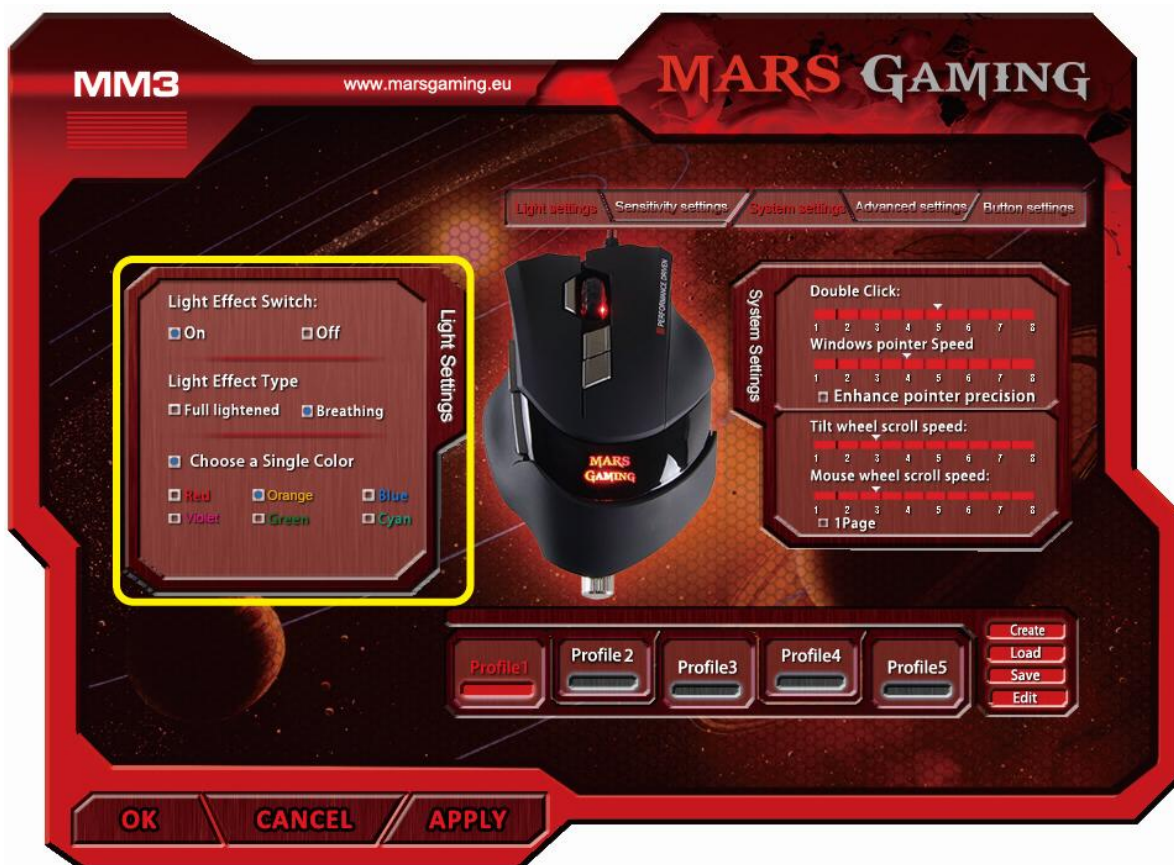 MM3
www.marsgaming.eu
MARS GAMING
Light settings Sensitivity settings System settings Advanced settings Button settings
Light Effect Switch:
On Off
Light Effect Type
Full lightened Breathing
Choose a Single Color
Red Orange Blue
Violet Green Cyan
Light Settings
PERFORMANCE DRIVEN
MARS
GAMING
System Settings
Double Click:
1 2 3 4 5 6 7 8
Windows pointer Speed
1 2 3 4 5 6 7 8
Enhance pointer precision
Tilt wheel scroll speed:
1 2 3 4 5 6 7 8
Mouse wheel scroll speed:
1 2 3 4 5 6 7 8
1Page
Profile1 Profile 2 Profile3 Profile4 Profile5
Create
Load
Save
Edit
OK CANCEL APPLY